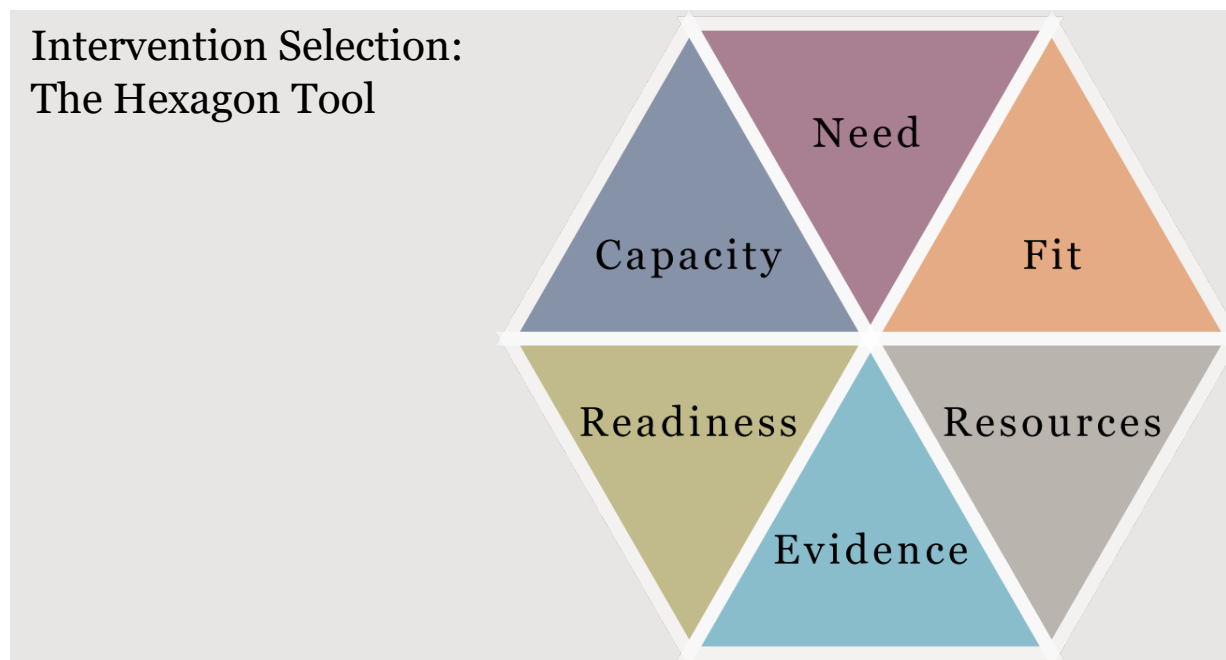 Intervention Selection:
The Hexagon Tool
Need
Capacity
Fit
Readiness
Resources
Evidence